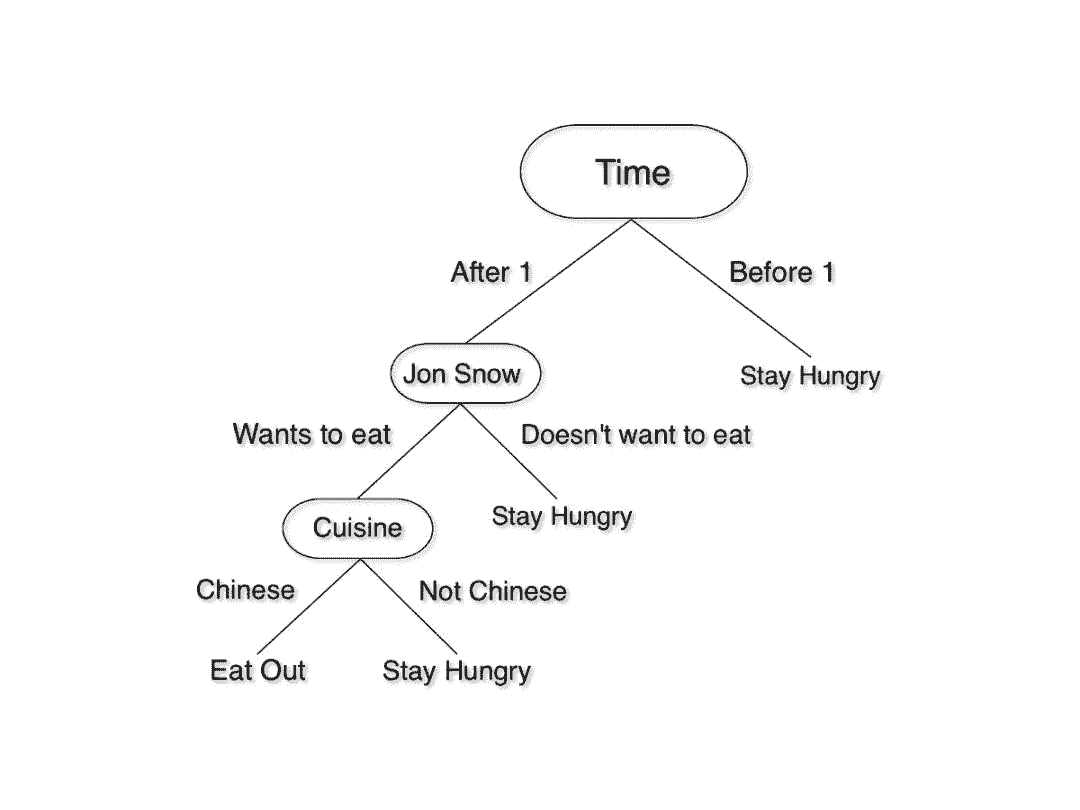 Time
After 1
Before 1
Jon Snow
Stay Hungry
Wants to eat
Doesn't want to eat
Cuisine
Stay Hungry
Chinese
Not Chinese
Eat Out
Stay Hungry